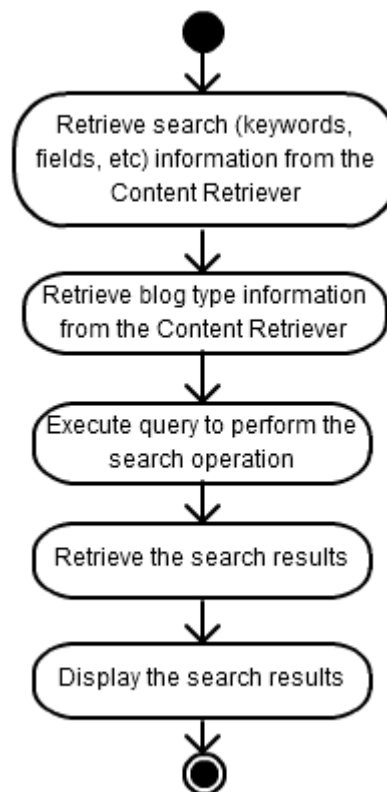 Retrieve search (keywords,
fields, etc) information from the
Content Retriever
Retrieve blog type information
from the Content Retriever
Execute query to perform the
search operation
Retrieve the search results
Display the search results